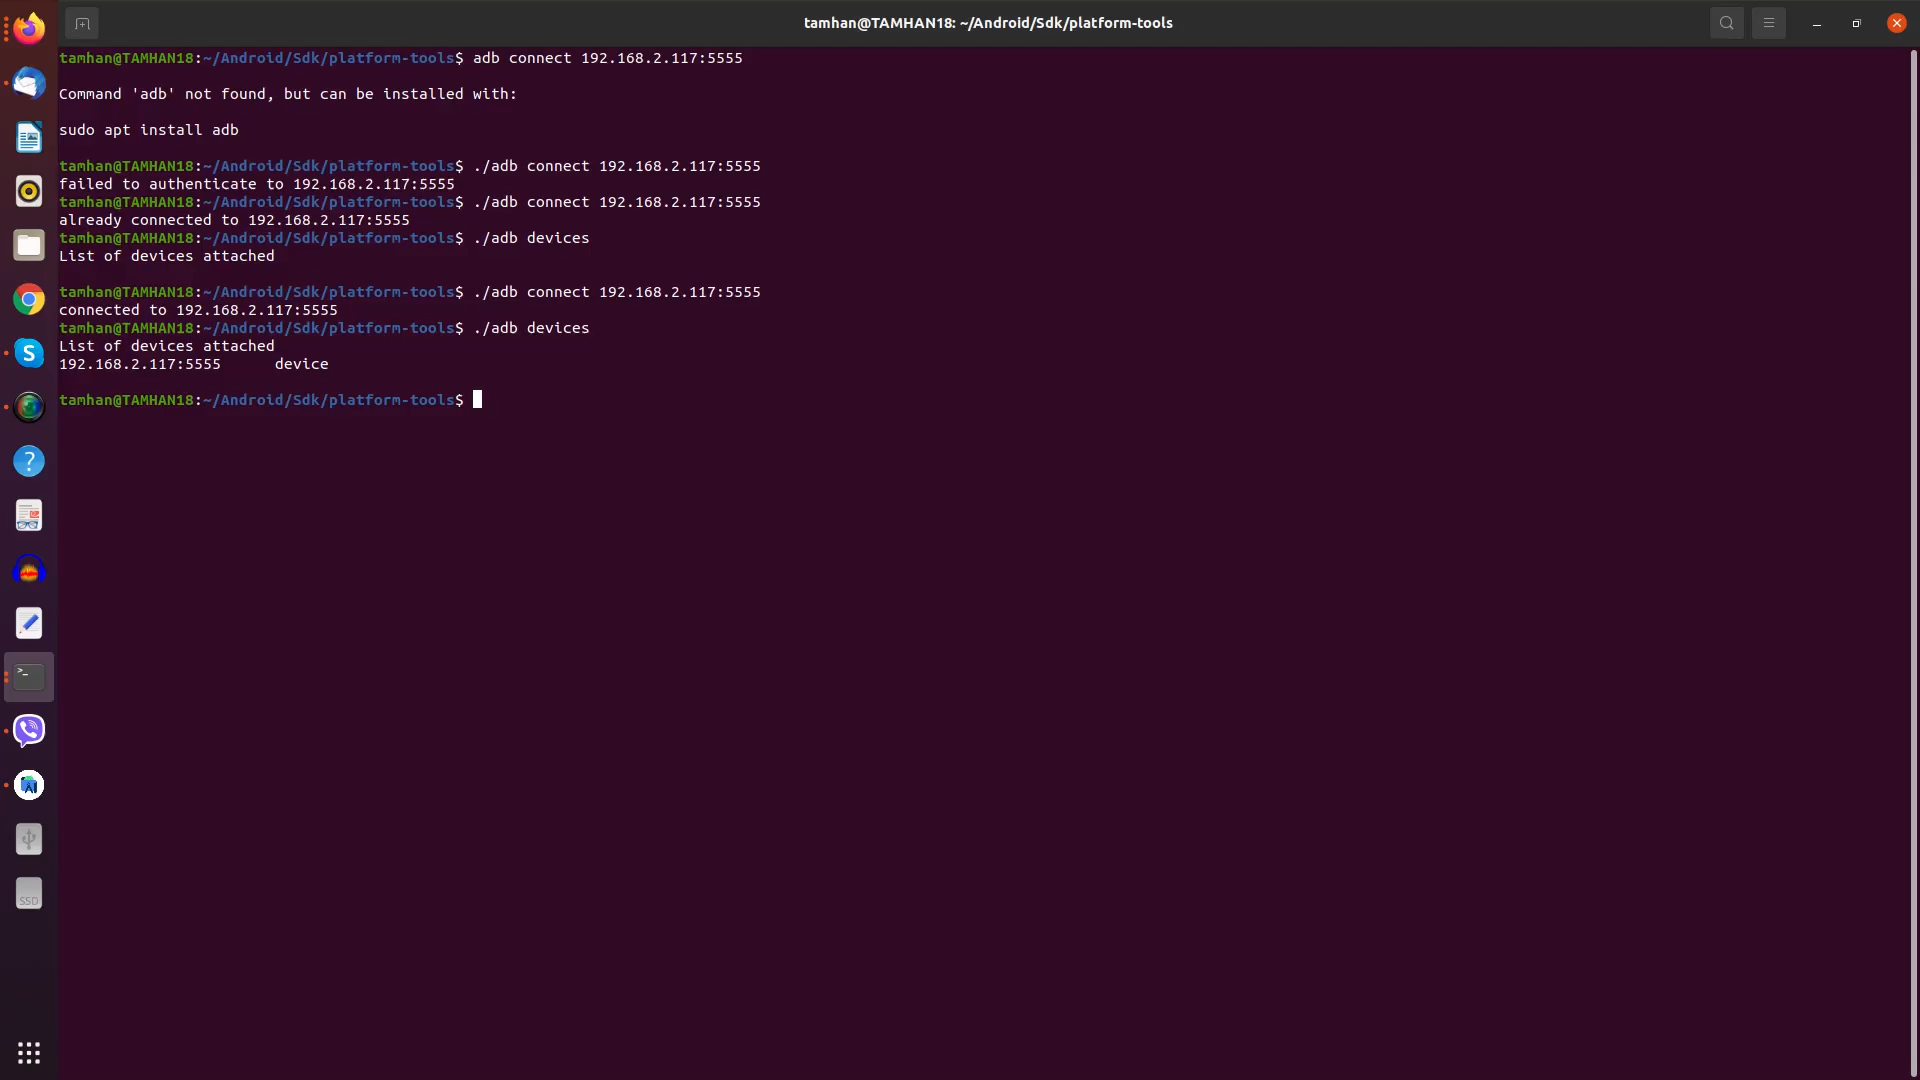 tamhan@TAMHAN18: ~/Android/Sdk/platform-tools
tamhan@TAMHAN18:~/Android/Sdk/platform-tools$ adb connect 192.168.2.117:5555
Command 'adb' not found, but can be installed with:
sudo apt install adb
tamhan@TAMHAN18:~/Android/Sdk/platform-tools$ ./adb connect 192.168.2.117:5555
failed to authenticate to 192.168.2.117:5555
tamhan@TAMHAN18:~/Android/Sdk/platform-tools$ ./adb connect 192.168.2.117:5555
already connected to 192.168.2.117:5555
tamhan@TAMHAN18:~/Android/Sdk/platform-tools$ ./adb devices
List of devices attached
tamhan@TAMHAN18:~/Android/Sdk/platform-tools$ ./adb connect 192.168.2.117:5555
connected to 192.168.2.117:5555
tamhan@TAMHAN18:~/Android/Sdk/platform-tools$ ./adb devices
List of devices attached
192.168.2.117:5555      device
tamhan@TAMHAN18:~/Android/Sdk/platform-tools$
SSD